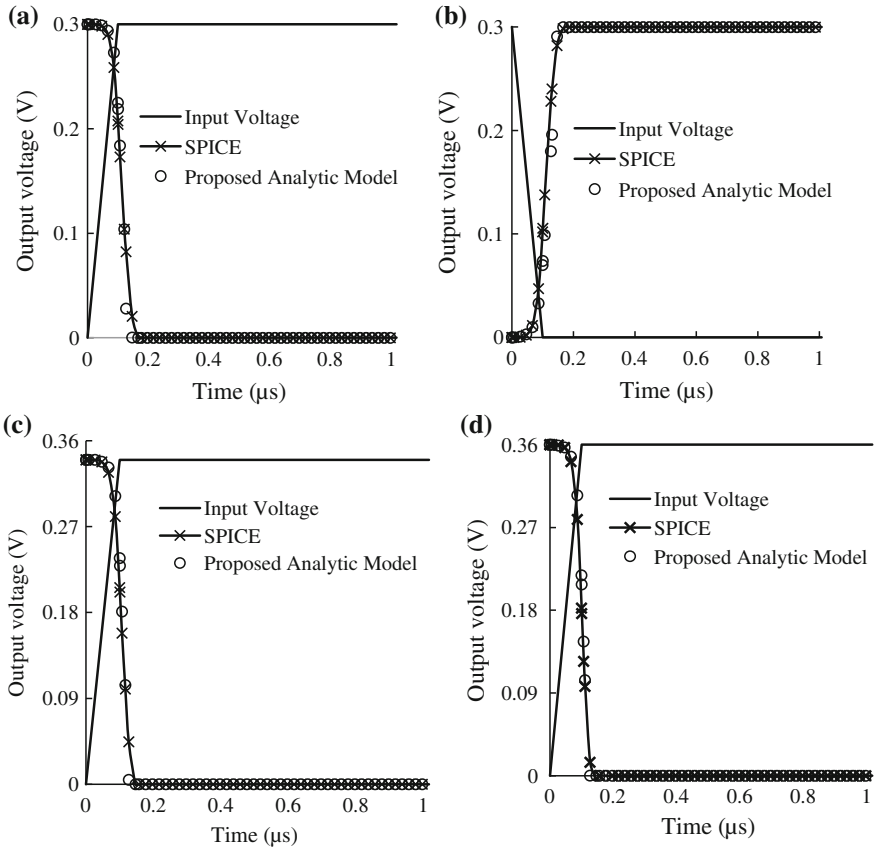 (a)
0.3
0.2
0.1
0
Output voltage (V)
Input Voltage
SPICE
Proposed Analytic Model
0 0.2 0.4 0.6 0.8 1
Time (μs)
(b)
0.3
0.2
0.1
0
Output voltage (V)
Input Voltage
SPICE
Proposed Analytic Model
0 0.2 0.4 0.6 0.8 1
Time (μs)
(c)
0.36
0.27
0.18
0.09
0
Output voltage (V)
Input Voltage
SPICE
Proposed Analytic Model
0 0.2 0.4 0.6 0.8 1
Time (μs)
(d)
0.36
0.27
0.18
0.09
0
Output voltage (V)
Input Voltage
SPICE
Proposed Analytic Model
0 0.2 0.4 0.6 0.8 1
Time (μs)